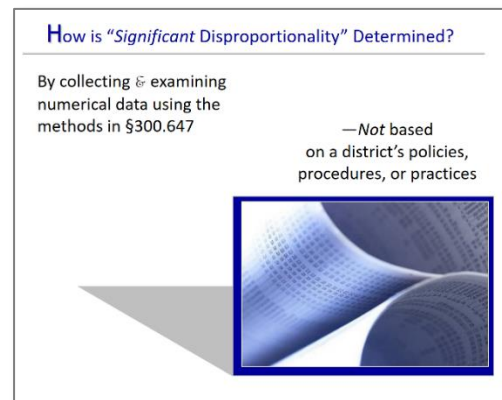 How is “Significant Disproportionality” Determined?
By collecting & examining
numerical data using the
methods in §300.647
—Not based
on a district’s policies,
procedures, or practices